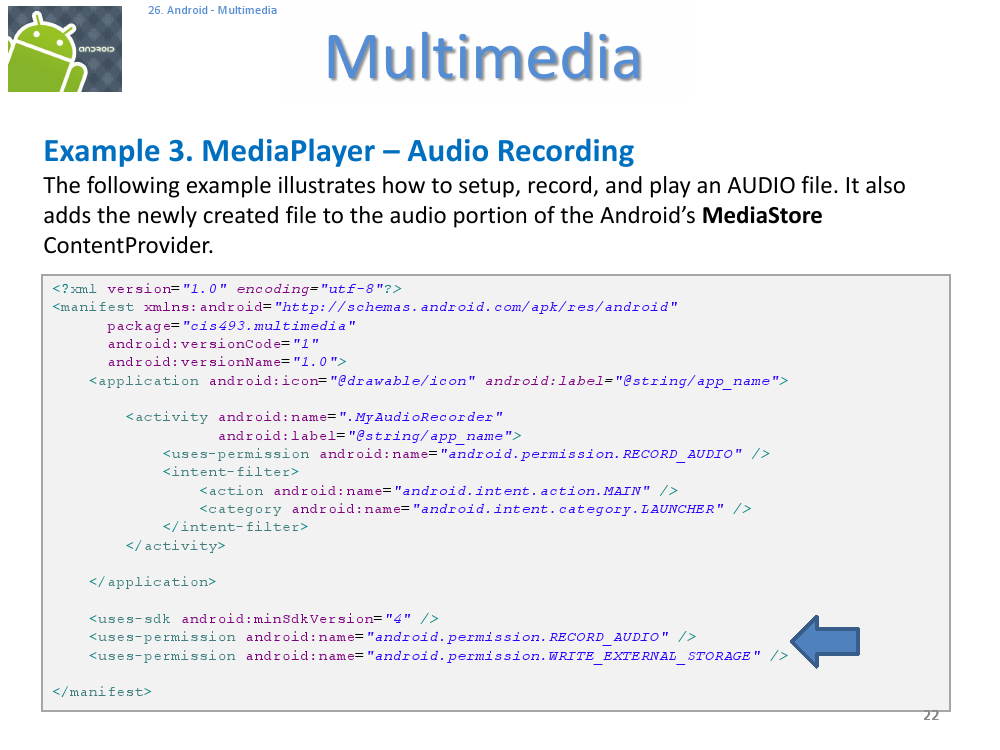 26. Android - Multimedia
ANDROID
Multimedia
Example 3. MediaPlayer – Audio Recording
The following example illustrates how to setup, record, and play an AUDIO file. It also
adds the newly created file to the audio portion of the Android’s MediaStore
ContentProvider.
<?xml version="1.0" encoding="utf-8"?>
<manifest xmlns:android="http://schemas.android.com/apk/res/android"
package="cis493.multimedia"
android:versionCode="1"
android:versionName="1.0">
<application android:icon="@drawable/icon" android:label="@string/app_name">
<activity android:name=".MyAudioRecorder"
android:label="@string/app_name">
<uses-permission android:name="android.permission.RECORD_AUDIO" />
<intent-filter>
<action android:name="android.intent.action.MAIN" />
<category android:name="android.intent.category.LAUNCHER" />
</intent-filter>
</activity>
</application>
<uses-sdk android:minSdkVersion="4" />
<uses-permission android:name="android.permission.RECORD_AUDIO" />
<uses-permission android:name="android.permission.WRITE_EXTERNAL_STORAGE" />
</manifest>
22